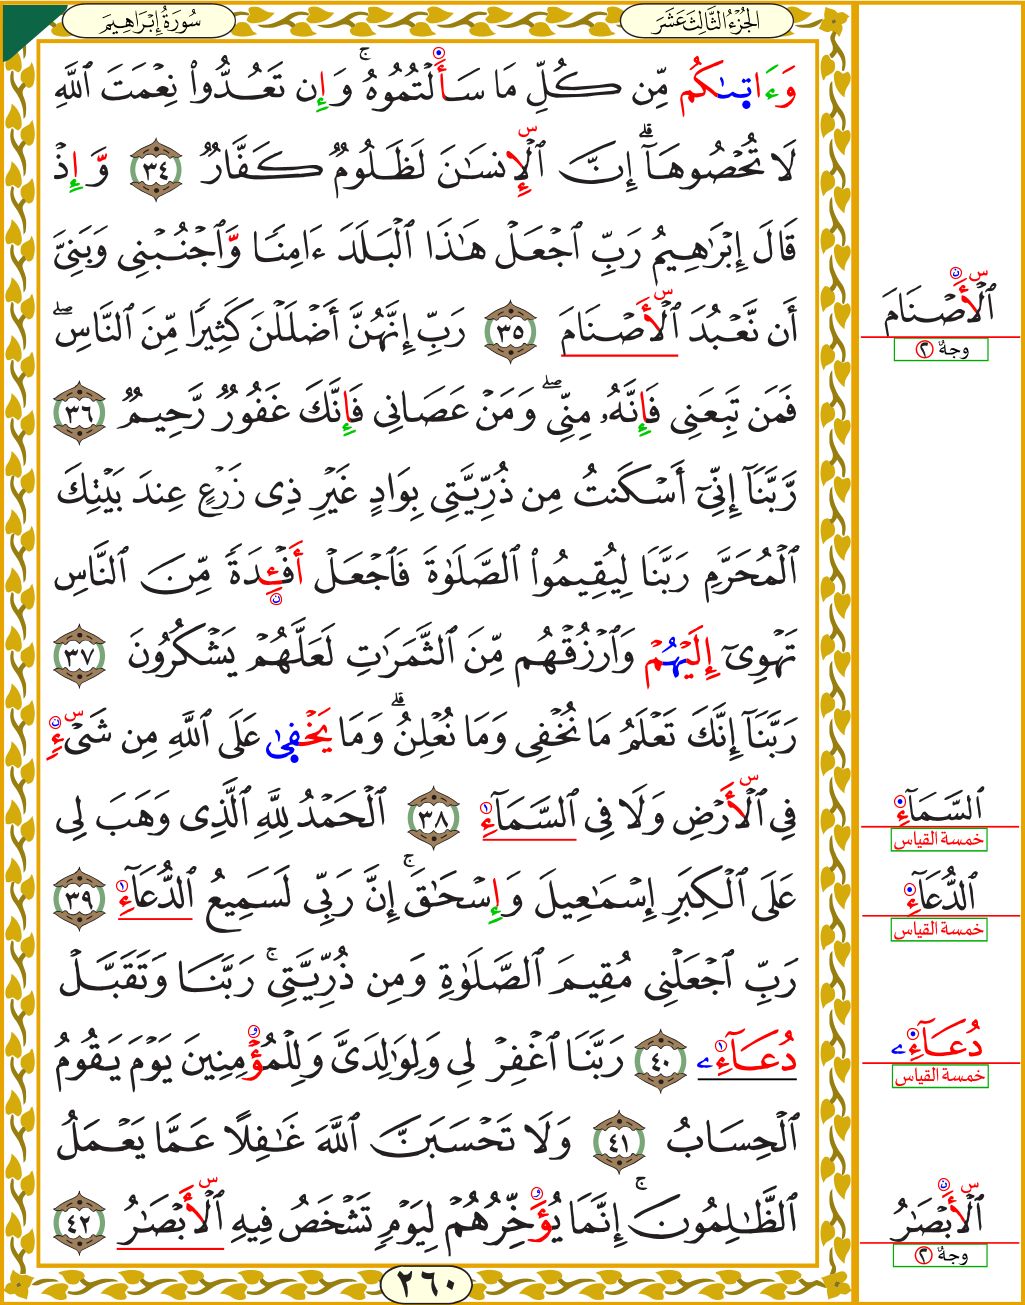 سُورَةُ إِبْرَاهِيمَ
الجُزْءُ الثَّالِثَ عَشَرَ
وَءَاتىٰكُم مِّن كُلِّ مَا سَأَلْتُمُوهُۚ وَإِن تَعُدُّواْ نِعْمَتَ ٱللَّهِ
لَا تُحْصُوهَآۗ إِنَّ ٱلْإِنسَـٰنَ لَظَلُومٌ كَفَّارٌ ٣٤ وَإِذْ
قَالَ إِبْرَٰهِيمُ رَبِّ ٱجْعَلْ هَـٰذَا ٱلْبَلَدَ ءَامِنًا وَّٱجْنُبْنِى وَبَنِىَّ
أَن نَّعْبُدَ ٱلْأَصْنَامَ ٣٥ رَبِّ إِنَّهُنَّ أَضْلَلْنَ كَثِيرًا مِّنَ ٱلنَّاسِۖ
فَمَن تَبِعَنِى فَإِنَّهُۥ مِنِّىۖ وَمَنْ عَصَانِى فَإِنَّكَ غَفُورٌ رَّحِيمٌ ٣٦
رَّبَّنَآ إِنِّىٓ أَسْكَنتُ مِن ذُرِّيَّتِى بِوَادٍ غَيْرِ ذِى زَرْعٍ عِندَ بَيْتِكَ
ٱلْمُحَرَّمِ رَبَّنَا لِيُقِيمُواْ ٱلصَّلَوٰةَ فَٱجْعَلْ أَفْـِٔدَةً مِّنَ ٱلنَّاسِ
تَهْوِىٓ إِلَيْهُمْ وَٱرْزُقْهُم مِّنَ ٱلثَّمَرَٰتِ لَعَلَّهُمْ يَشْكُرُونَ ٣٧
رَبَّنَآ إِنَّكَ تَعْلَمُ مَا نُخْفِى وَمَا نُعْلِنُۗ وَمَا يَخْفىٰ عَلَى ٱللَّهِ مِن شَىْءٍ
فِى ٱلْأَرْضِ وَلَا فِى ٱلسَّمَآءِ ٣٨ ٱلْحَمْدُ لِلَّهِ ٱلَّذِى وَهَبَ لِى
عَلَى ٱلْكِبَرِ إِسْمَـٰعِيلَ وَإِسْحَـٰقَۚ إِنَّ رَبِّى لَسَمِيعُ ٱلدُّعَآءِ ٣٩
رَبِّ ٱجْعَلْنِى مُقِيمَ ٱلصَّلَوٰةِ وَمِن ذُرِّيَّتِىۚ رَبَّنَا وَتَقَبَّلْ
دُعَآءِے ٤٠ رَبَّنَا ٱغْفِرْ لِى وَلِوَٰلِدَىَّ وَلِلْمُؤْمِنِينَ يَوْمَ يَقُومُ
ٱلْحِسَابُ ٤١ وَلَا تَحْسَبَنَّ ٱللَّهَ غَـٰفِلًا عَمَّا يَعْمَلُ
ٱلظَّـٰلِمُونَۚ إِنَّمَا يُؤَخِّرُهُمْ لِيَوْمٍ تَشْخَصُ فِيهِ ٱلْأَبْصَـٰرُ ٤٢
٢٦٠
ٱلْأَصْنَامَ
وجهٌ ٢
ٱلسَّمَآءِ
خمسة القياس
ٱلدُّعَآءِ
خمسة القياس
دُعَآءِے
خمسة القياس
ٱلْأَبْصَـٰرُ
وجهٌ ٢